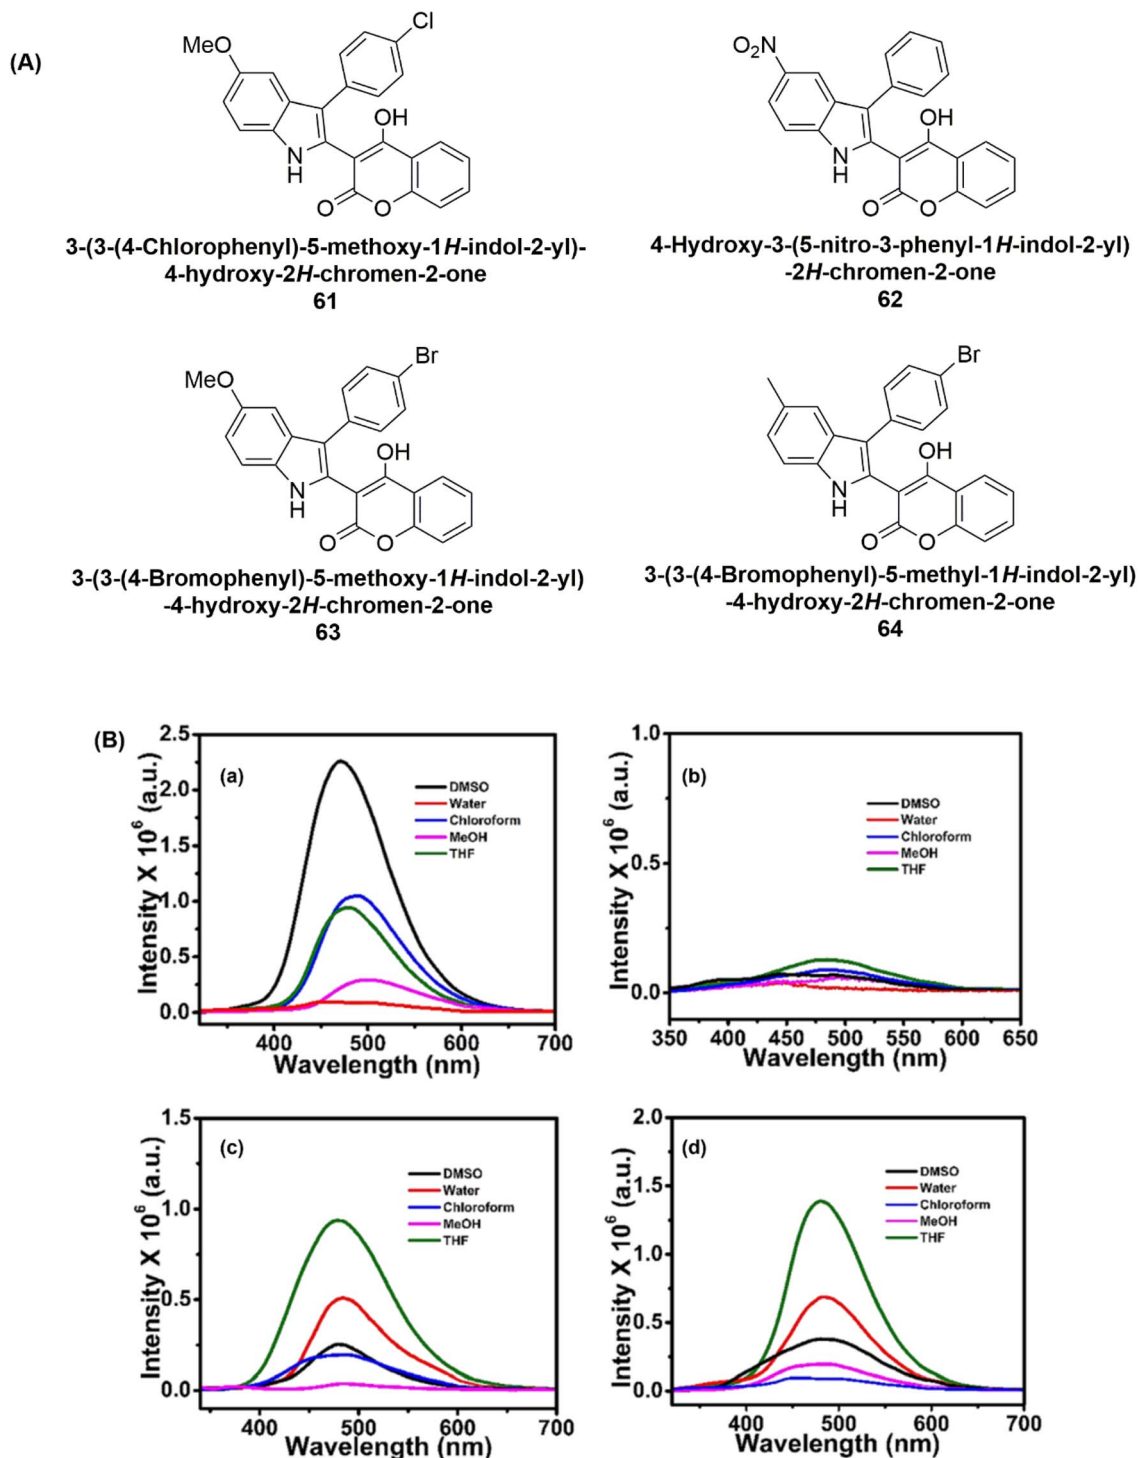 (A)
MeO
Cl
OH
N
H
O
O
3-(3-(4-Chlorophenyl)-5-methoxy-1H-indol-2-yl)-
4-hydroxy-2H-chromen-2-one
61
O₂N
OH
N
H
O
O
4-Hydroxy-3-(5-nitro-3-phenyl-1H-indol-2-yl)
-2H-chromen-2-one
62
MeO
Br
OH
N
H
O
O
3-(3-(4-Bromophenyl)-5-methoxy-1H-indol-2-yl)
-4-hydroxy-2H-chromen-2-one
63
Br
OH
N
H
O
O
3-(3-(4-Bromophenyl)-5-methyl-1H-indol-2-yl)
-4-hydroxy-2H-chromen-2-one
64
(B)
(a)
Intensity X 10⁶ (a.u.)
2.5
2.0
1.5
1.0
0.5
0.0
DMSO
Water
Chloroform
MeOH
THF
400 500 600 700
Wavelength (nm)
(b)
Intensity X 10⁶ (a.u.)
1.0
0.5
0.0
DMSO
Water
Chloroform
MeOH
THF
350 400 450 500 550 600 650
Wavelength (nm)
(c)
Intensity X 10⁶ (a.u.)
1.5
1.0
0.5
0.0
DMSO
Water
Chloroform
MeOH
THF
400 500 600 700
Wavelength (nm)
(d)
Intensity X 10⁶ (a.u.)
2.0
1.5
1.0
0.5
0.0
DMSO
Water
Chloroform
MeOH
THF
400 500 600 700
Wavelength (nm)